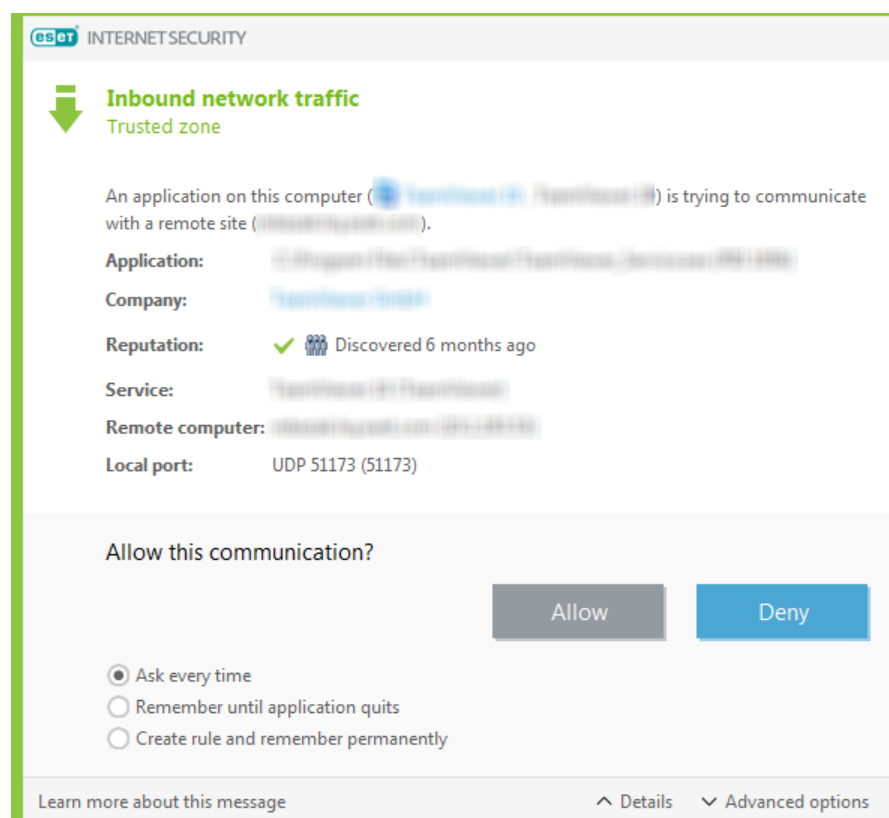 eset INTERNET SECURITY
Inbound network traffic
Trusted zone
An application on this computer ( ) is trying to communicate
with a remote site ( ).
Application:
Company:
Reputation: Discovered 6 months ago
Service:
Remote computer:
Local port: UDP 51173 (51173)
Allow this communication?
Allow Deny
Ask every time
Remember until application quits
Create rule and remember permanently
Learn more about this message Details Advanced options